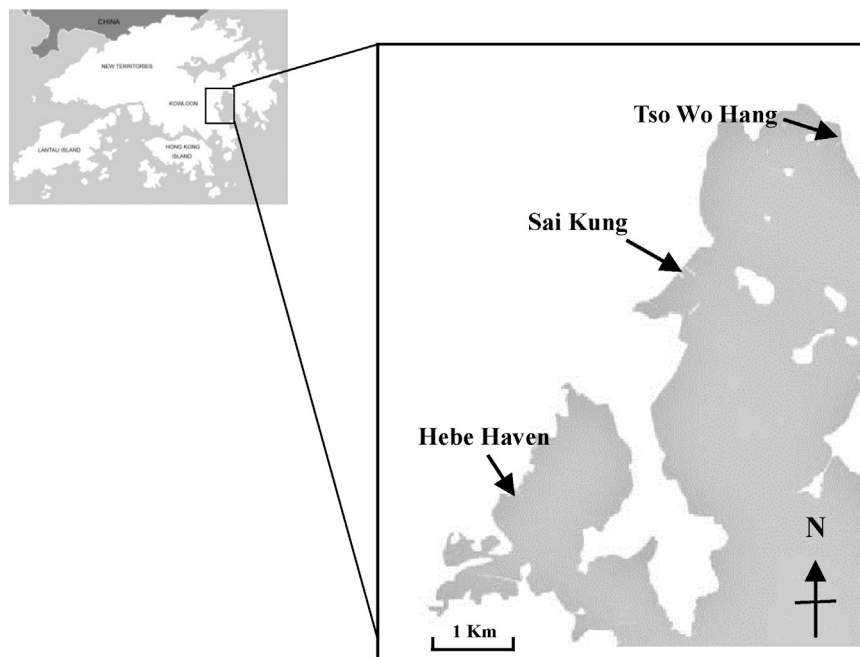 CHINA
NEW TERRITORIES
KOWLOON
LANTAU ISLAND
HONG KONG
ISLAND
Tso Wo Hang
Sai Kung
Hebe Haven
N
1 Km